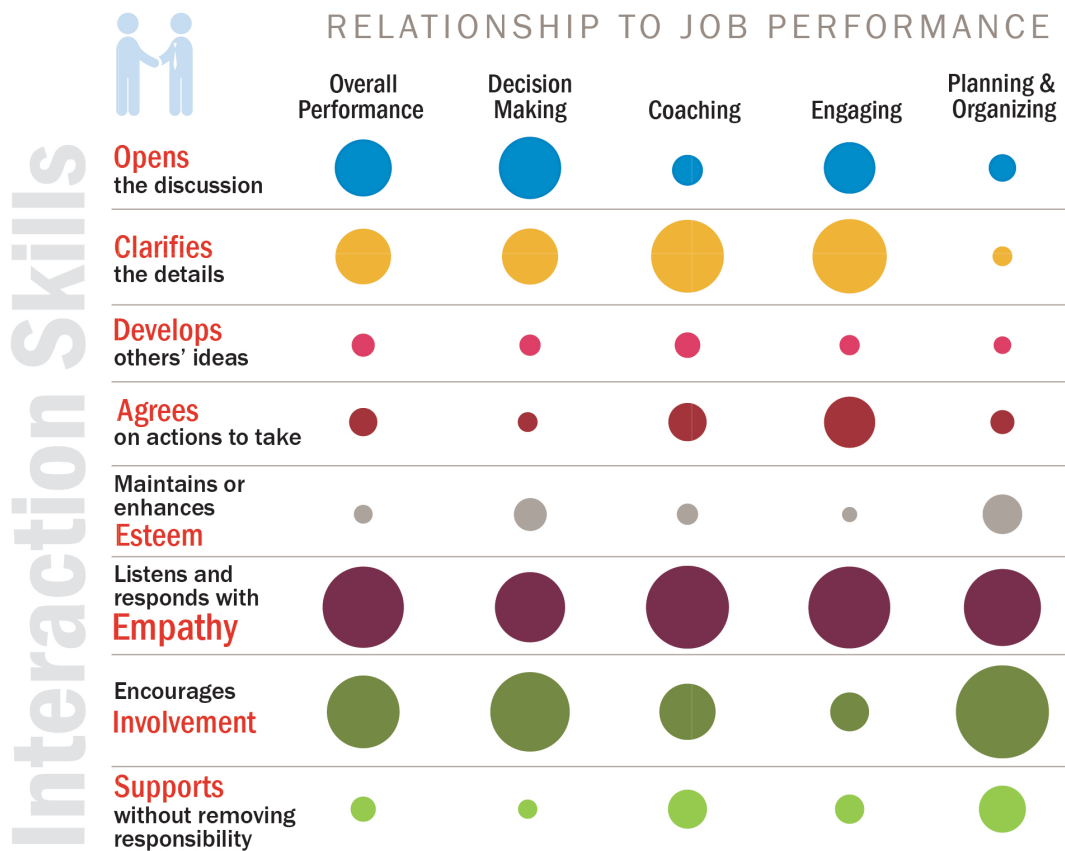 RELATIONSHIP TO JOB PERFORMANCE
Overall
Performance
Decision
Making
Coaching
Engaging
Planning &
Organizing
Interaction Skills
Opens
the discussion
Clarifies
the details
Develops
others’ ideas
Agrees
on actions to take
Maintains or
enhances
Esteem
Listens and
responds with
Empathy
Encourages
Involvement
Supports
without removing
responsibility